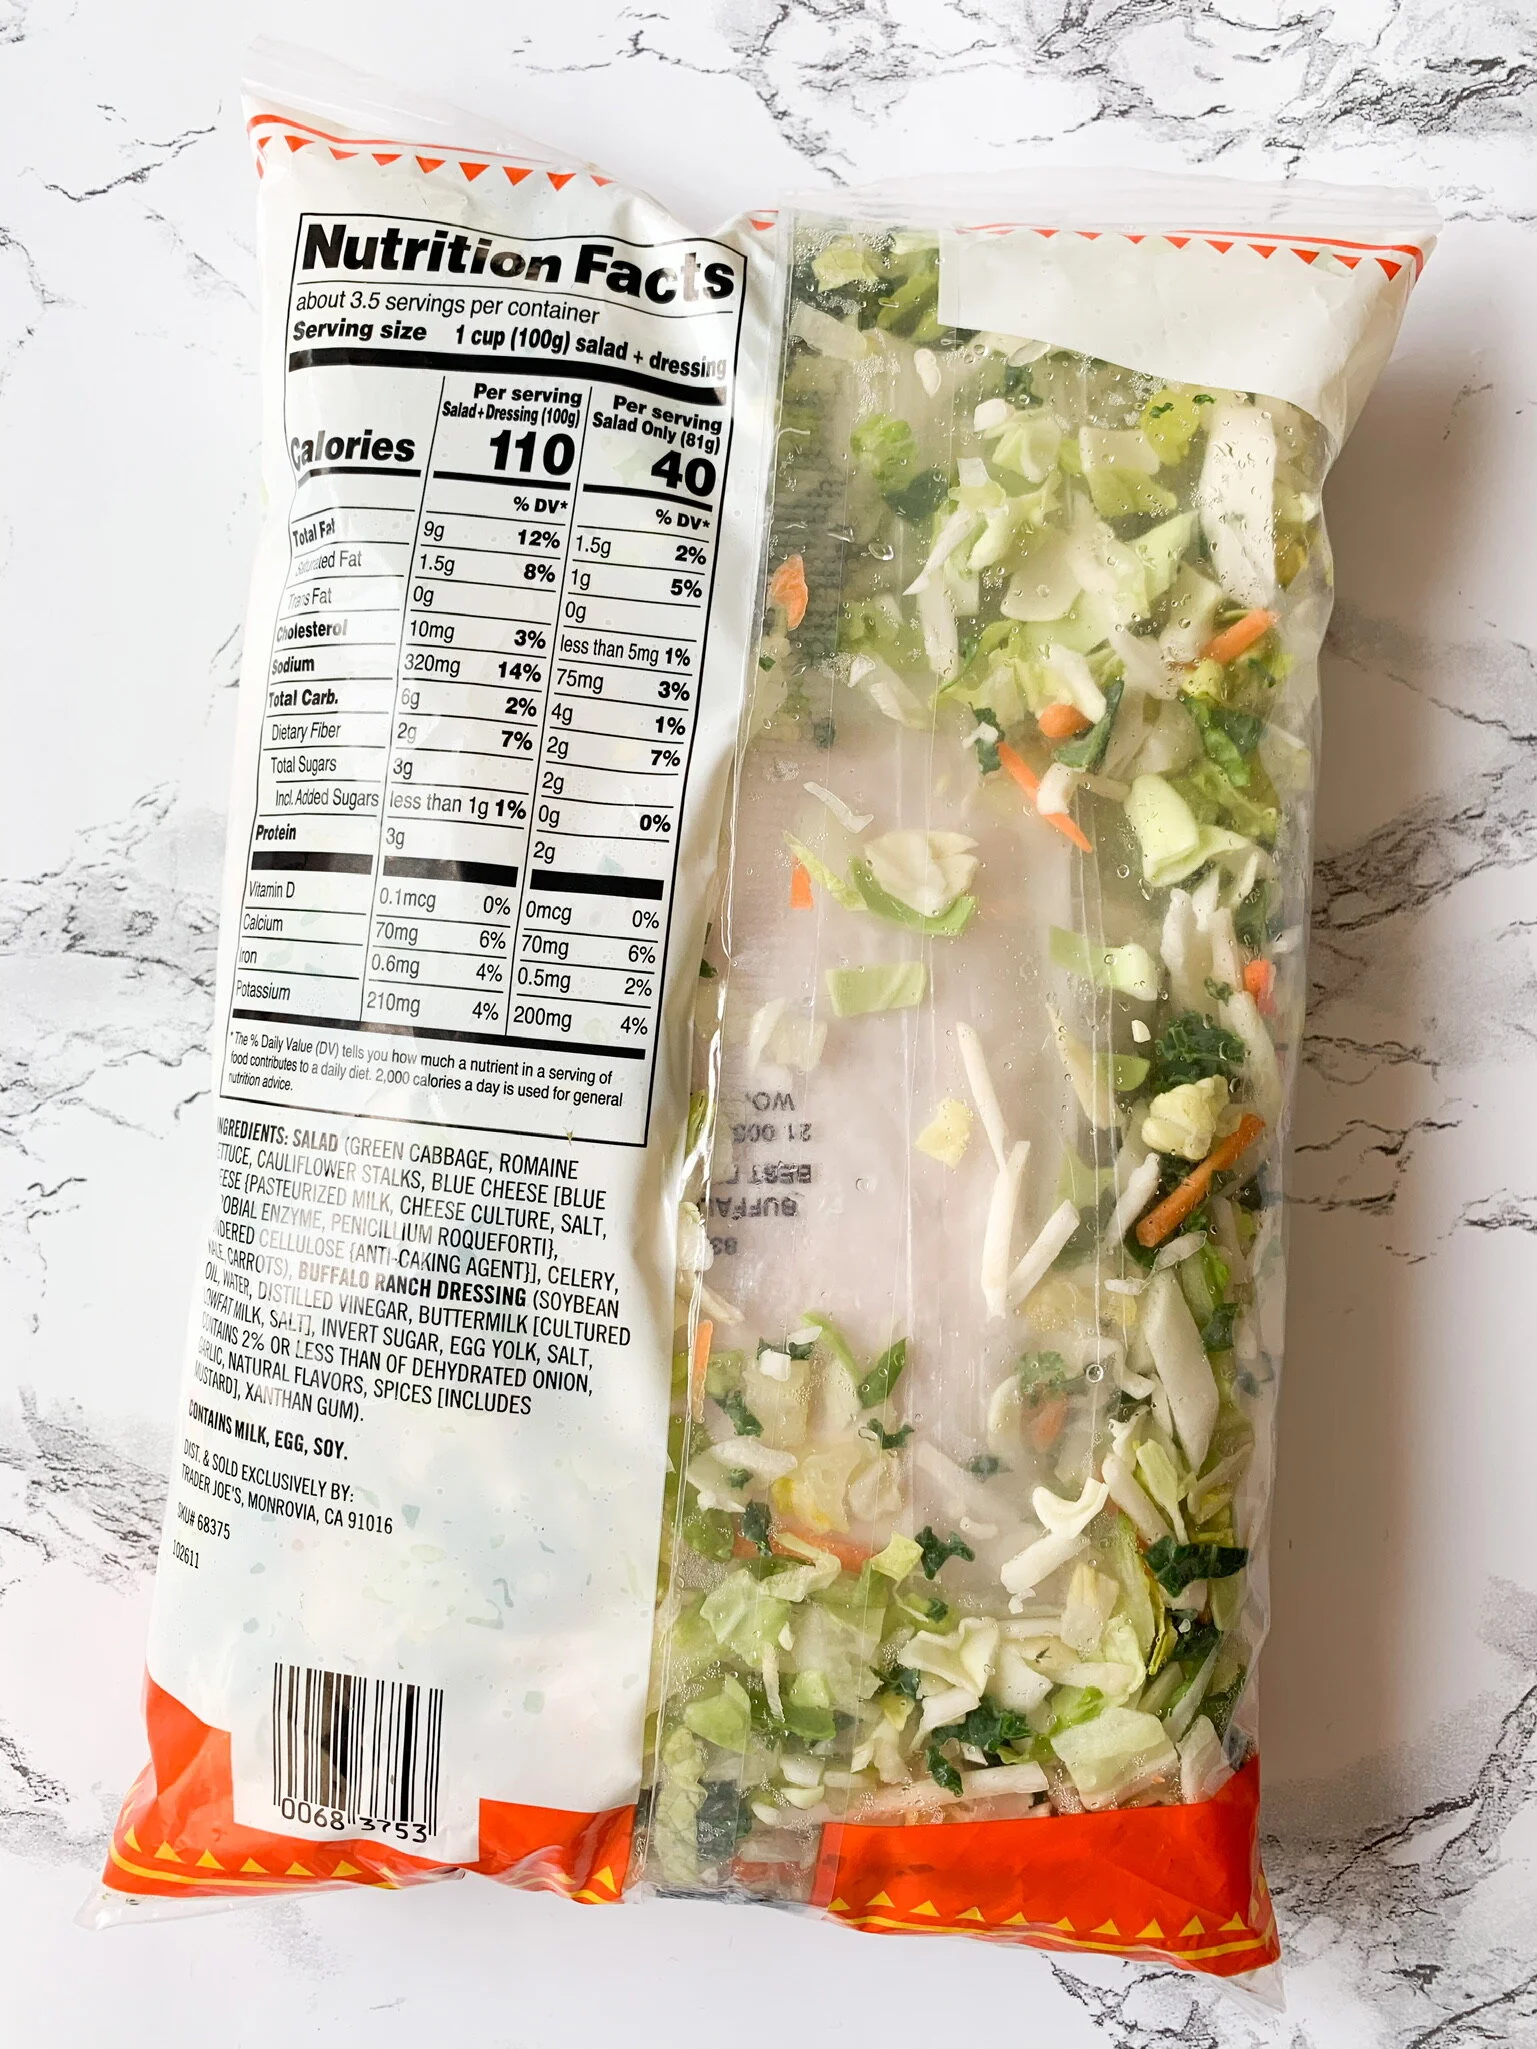 Nutrition Facts
about 3.5 servings per container
Serving size 1 cup (100g) salad + dressing
Per serving Salad+Dressing (100g) Per serving Salad Only (81g)
Calories 110 40
% DV* % DV*
Total Fat 9g 12% 1.5g 2%
Saturated Fat 1.5g 8% 1g 5%
Trans Fat 0g 0g
Cholesterol 10mg 3% less than 5mg 1%
Sodium 320mg 14% 75mg 3%
Total Carb. 6g 2% 4g 1%
Dietary Fiber 2g 7% 2g 7%
Total Sugars 3g 2g
Incl. Added Sugars less than 1g 1% 0g 0%
Protein 3g 2g
Vitamin D 0.1mcg 0% 0mcg 0%
Calcium 70mg 6% 70mg 6%
Iron 0.6mg 4% 0.5mg 2%
Potassium 210mg 4% 200mg 4%
* The % Daily Value (DV) tells you how much a nutrient in a serving of
food contributes to a daily diet. 2,000 calories a day is used for general
nutrition advice.
INGREDIENTS: SALAD (GREEN CABBAGE, ROMAINE
LETTUCE, CAULIFLOWER STALKS, BLUE CHEESE [BLUE
CHEESE {PASTEURIZED MILK, CHEESE CULTURE, SALT,
ENZYME, PENICILLIUM ROQUEFORTI},
CELLULOSE {ANTI-CAKING AGENT}], CELERY,
KALE, CARROTS), BUFFALO RANCH DRESSING (SOYBEAN
OIL, WATER, DISTILLED VINEGAR, BUTTERMILK [CULTURED
LOWFAT MILK, SALT], INVERT SUGAR, EGG YOLK, SALT,
CONTAINS 2% OR LESS THAN OF DEHYDRATED ONION,
GARLIC, NATURAL FLAVORS, SPICES [INCLUDES
MUSTARD], XANTHAN GUM).
CONTAINS MILK, EGG, SOY.
DIST. & SOLD EXCLUSIVELY BY:
TRADER JOE'S, MONROVIA, CA 91016
SKU# 68375
102611
0068 3753